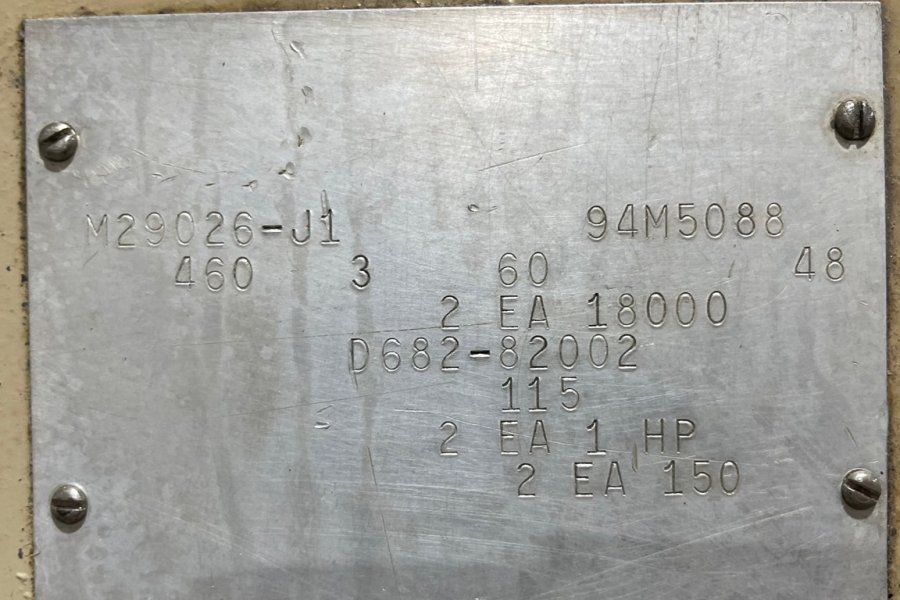 M29026-J1 94M5088
460 3 60 48
2 EA 18000
D682-82002
115
2 EA 1 HP
2 EA 150